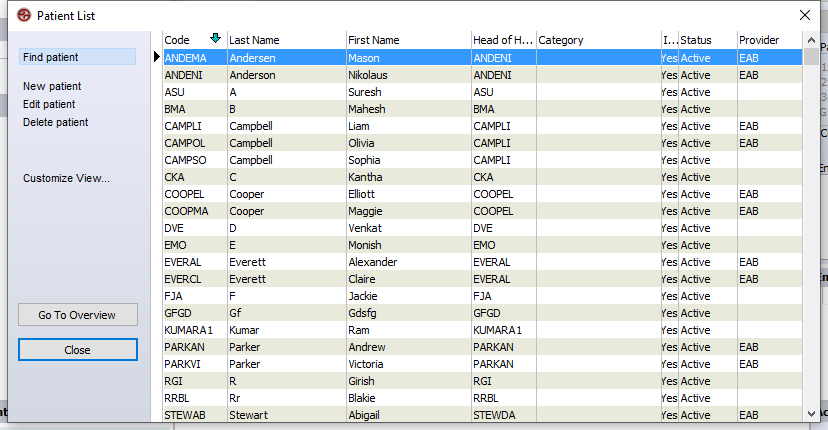 Patient List
Find patient
New patient
Edit patient
Delete patient
Customize View...
Go To Overview
Close
Code Last Name First Name Head of H... Category I... Status Provider
ANDEMA Andersen Mason ANDENI Yes Active EAB
ANDENI Anderson Nikolaus ANDENI Yes Active EAB
ASU A Suresh ASU Yes Active
BMA B Mahesh BMA Yes Active
CAMPLI Campbell Liam CAMPLI Yes Active EAB
CAMPOL Campbell Olivia CAMPLI Yes Active EAB
CAMPSO Campbell Sophia CAMPLI Yes Active
CKA C Kantha CKA Yes Active
COOPEL Cooper Elliott COOPEL Yes Active EAB
COOPMA Cooper Maggie COOPEL Yes Active EAB
DVE D Venkat DVE Yes Active
EMO E Monish EMO Yes Active
EVERAL Everett Alexander EVERAL Yes Active EAB
EVERCL Everett Claire EVERAL Yes Active EAB
FJA F Jackie FJA Yes Active
GFGD Gf Gdsfg GFGD Yes Active
KUMARA1 Kumar Ram KUMARA1 Yes Active
PARKAN Parker Andrew PARKAN Yes Active EAB
PARKVI Parker Victoria PARKAN Yes Active EAB
RGI R Girish RGI Yes Active
RRBL Rr Blakie RRBL Yes Active
STEWAB Stewart Abigail STEWDA Yes Active EAB